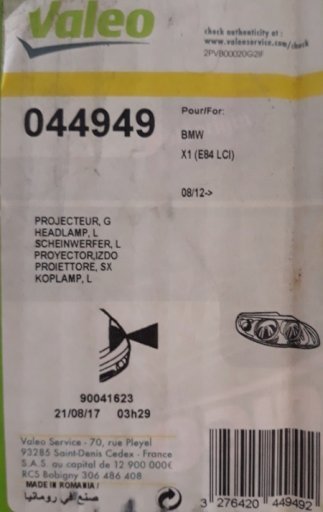 Valeo
check authenticity at :
www.valeoservice.com/check
2PVB00020G2IF
044949
Pour/For:
BMW
X1 (E84 LCI)
08/12->
PROJECTEUR, G
HEADLAMP, L
SCHEINWERFER, L
PROYECTOR,IZDO
PROIETTORE, SX
KOPLAMP, L
90041623
21/08/17 03h29
Valeo Service - 70, rue Pleyel
93285 Saint-Denis Cedex - France
S.A.S. au capital de 12 900 000€
RCS Bobigny 306 486 408
MADE IN ROMANIA /
صنع في رومانيا
3 276420 449492